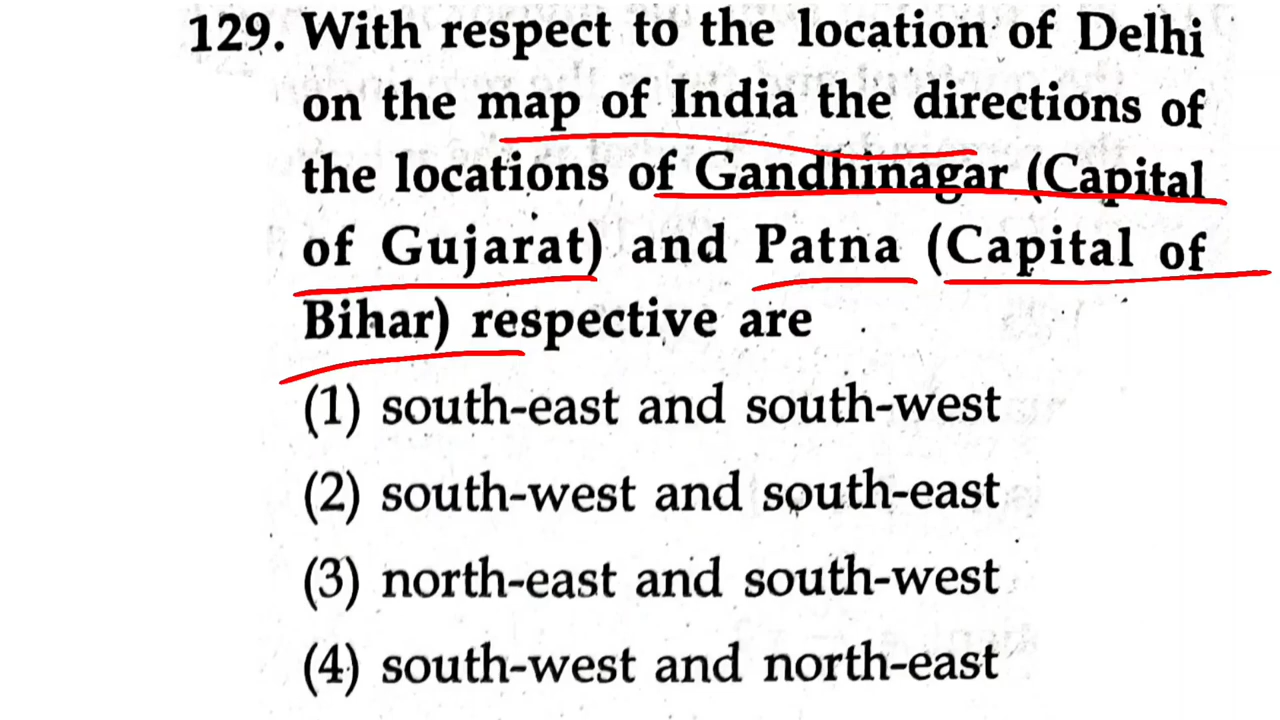 129. With respect to the location of Delhi
on the map of India the directions of
the locations of Gandhinagar (Capital
of Gujarat) and Patna (Capital of
Bihar) respective are
(1) south-east and south-west
(2) south-west and south-east
(3) north-east and south-west
(4) south-west and north-east